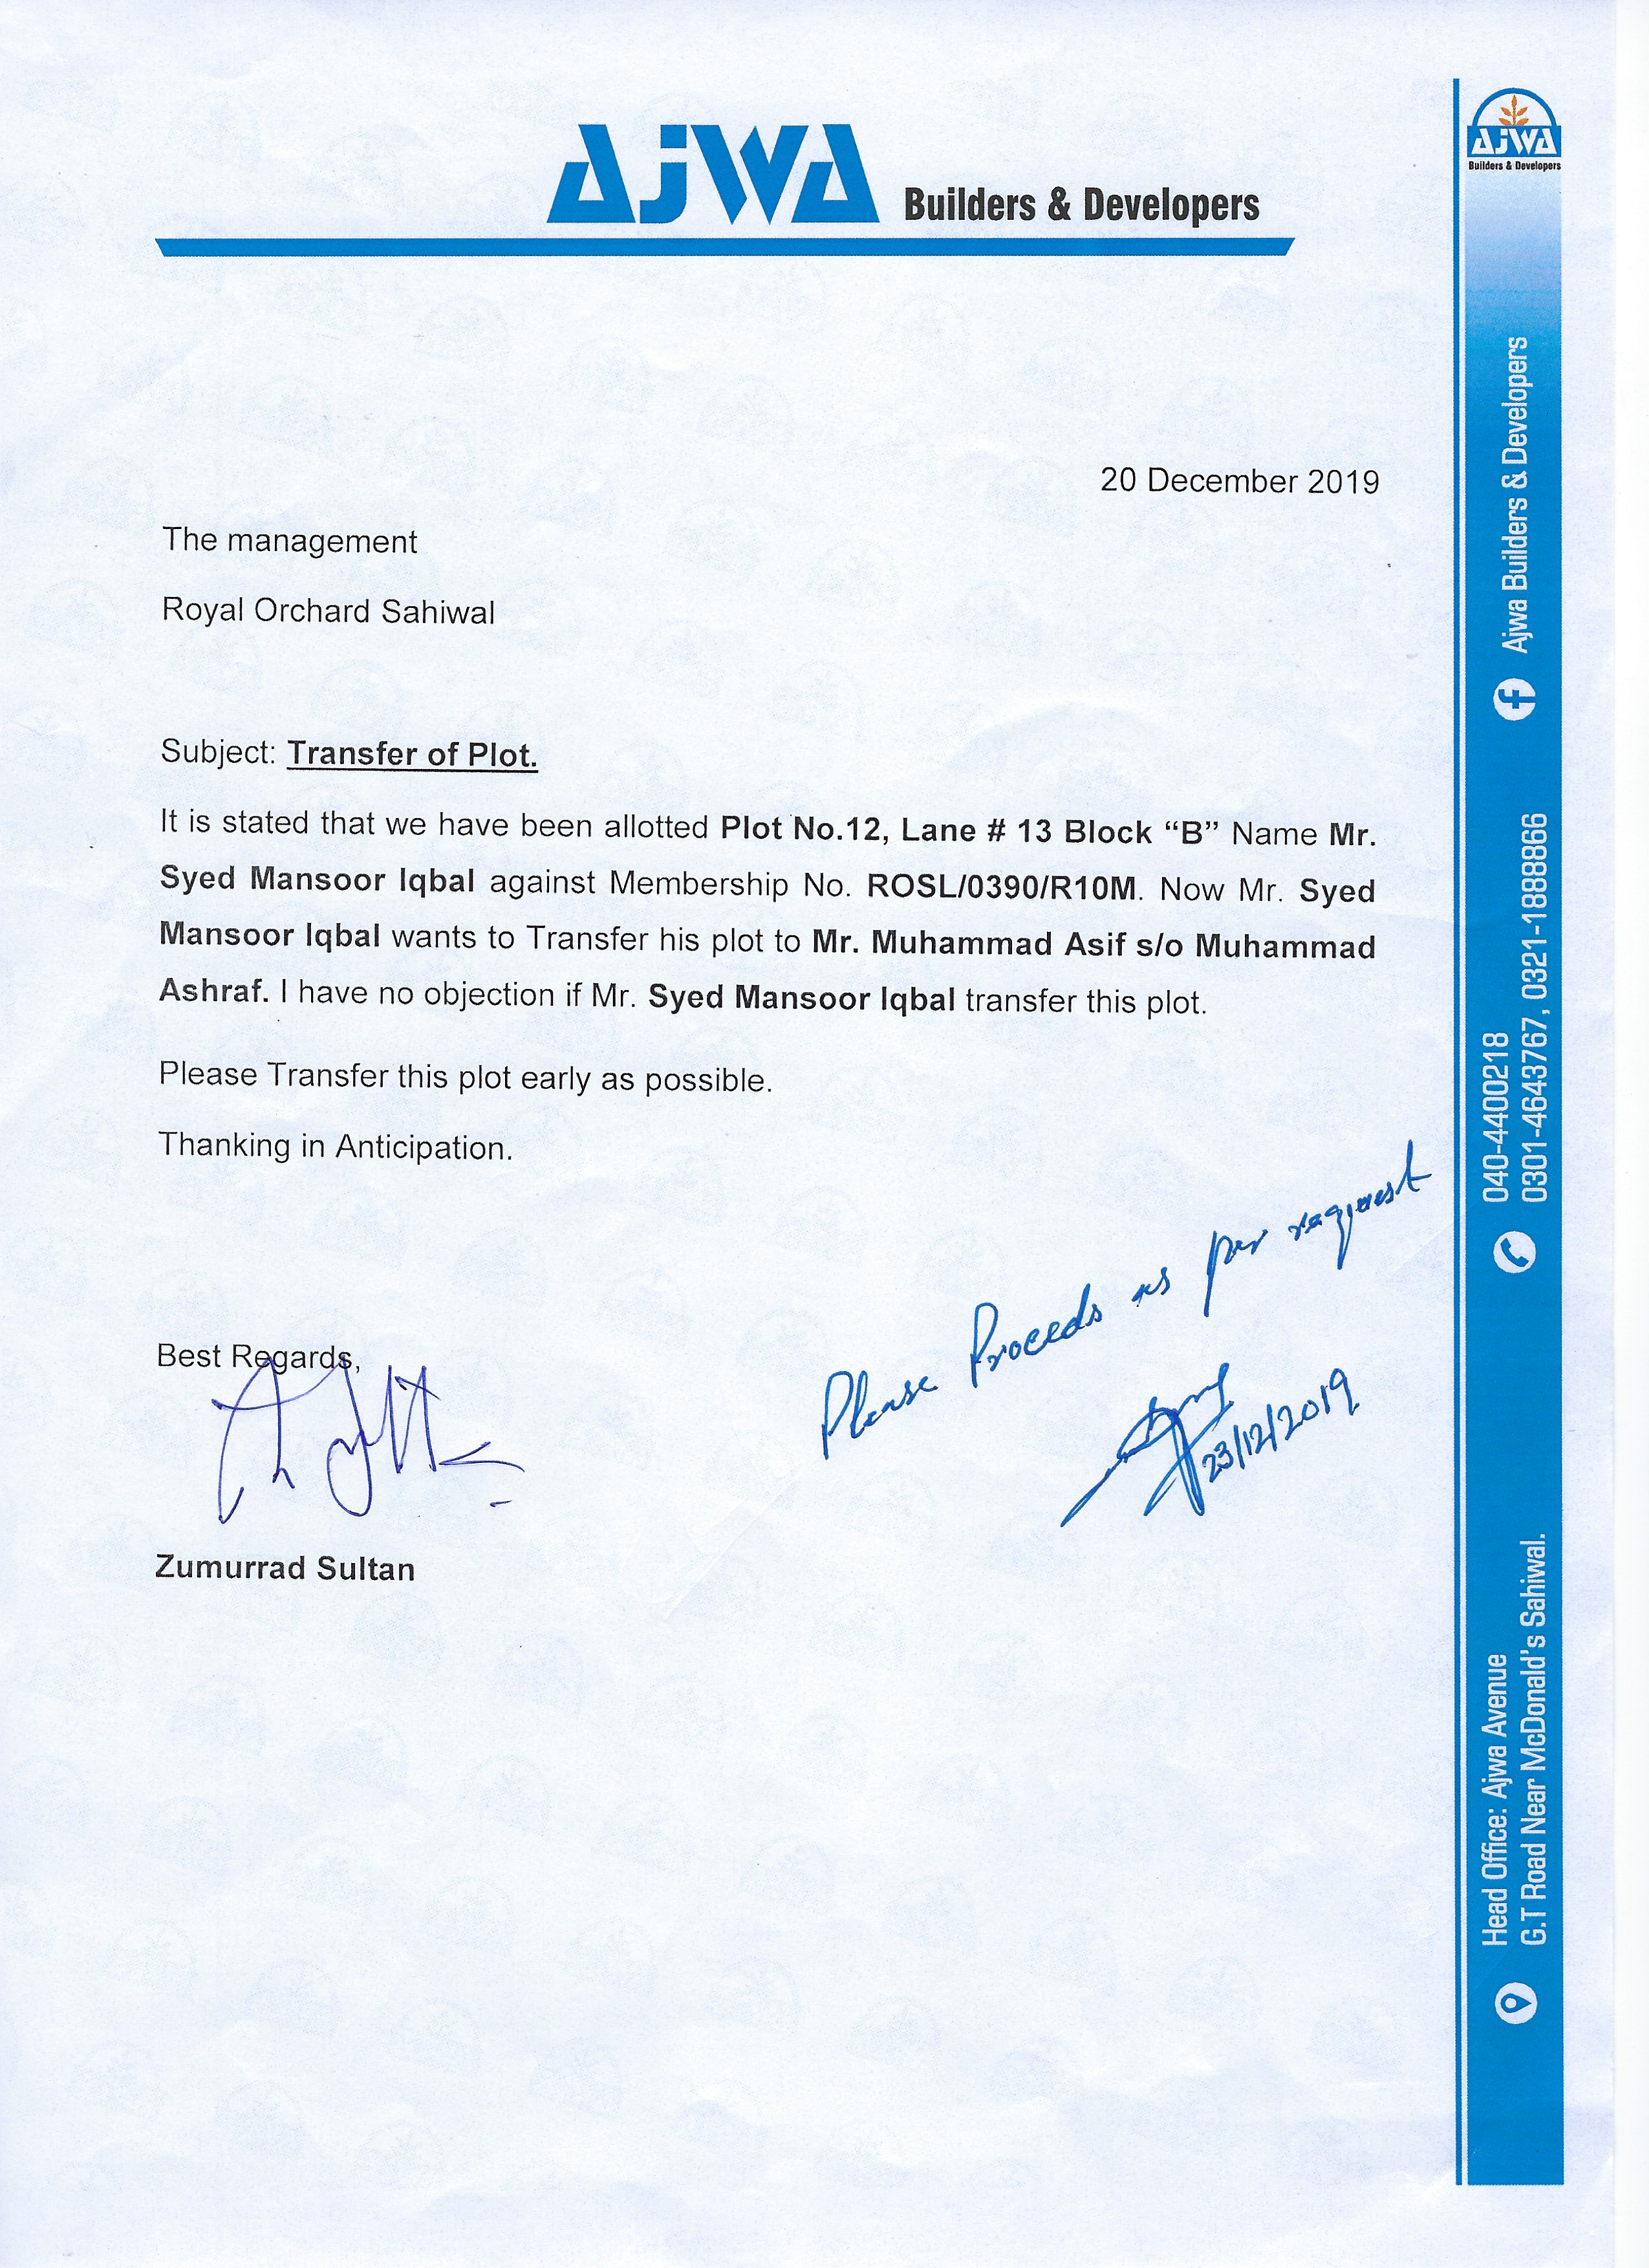 AJWA Builders & Developers
AJWA
Builders & Developers
20 December 2019
The management
Royal Orchard Sahiwal
Subject: Transfer of Plot.
It is stated that we have been allotted Plot No.12, Lane # 13 Block “B” Name Mr.
Syed Mansoor Iqbal against Membership No. ROSL/0390/R10M. Now Mr. Syed
Mansoor Iqbal wants to Transfer his plot to Mr. Muhammad Asif s/o Muhammad
Ashraf. I have no objection if Mr. Syed Mansoor Iqbal transfer this plot.
Please Transfer this plot early as possible.
Thanking in Anticipation.
Please Proceeds as per request
23/12/2019
Best Regards,
Zumurrad Sultan
Ajwa Builders & Developers
040-4400218
0301-4643767, 0321-1888866
Head Office: Ajwa Avenue
G.T Road Near McDonald's Sahiwal.